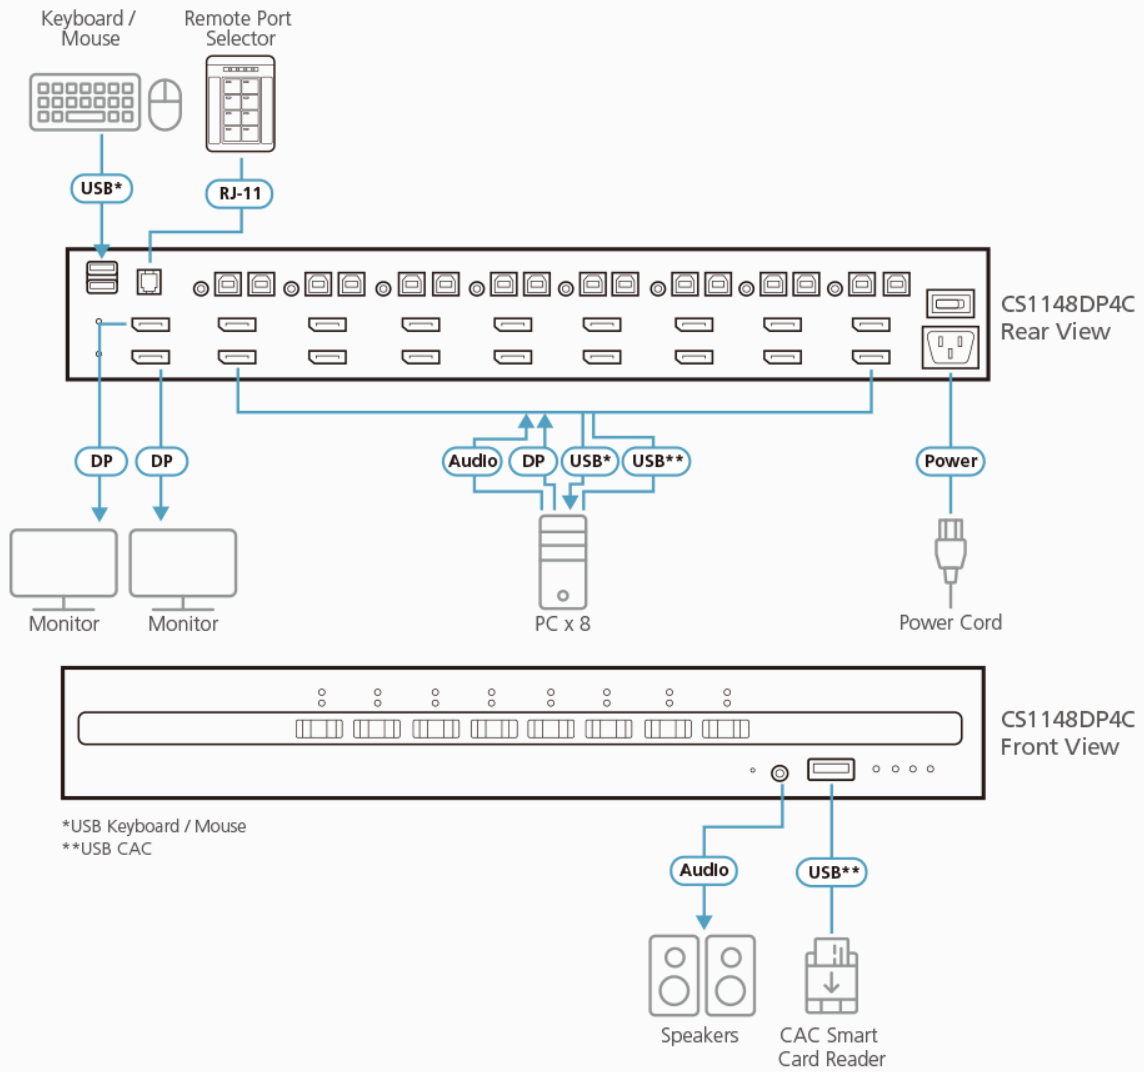 Keyboard /
Mouse
Remote Port
Selector
USB*
RJ-11
CS1148DP4C
Rear View
DP
DP
Audio
DP
USB*
USB**
Power
Monitor
Monitor
PC x 8
Power Cord
CS1148DP4C
Front View
*USB Keyboard / Mouse
**USB CAC
Audio
USB**
Speakers
CAC Smart
Card Reader